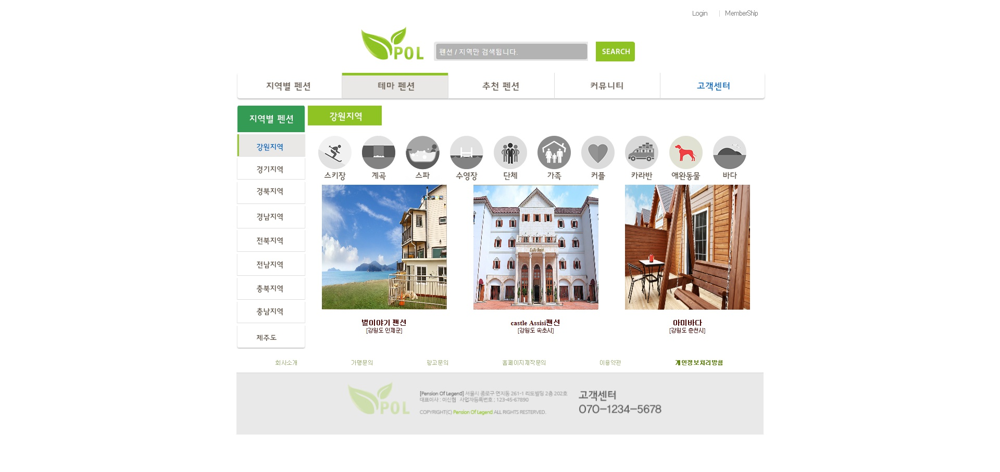 Login
MemberShip
POL
펜션 / 지역만 검색됩니다.
SEARCH
지역별 펜션
테마 펜션
추천 펜션
커뮤니티
고객센터
지역별 펜션
강원지역
경기지역
경북지역
경남지역
전북지역
전남지역
충북지역
충남지역
제주도
강원지역
스키장
계곡
스파
수영장
단체
가족
커플
카라반
애완동물
바다
Castle Assisi
별이야기 팬션
[강원도 인제군]
castle Assisi팬션
[강원도 속초시]
아미바다
[강원도 춘천시]
회사소개
가맹문의
광고문의
홈페이지제작문의
이용약관
개인정보처리방침
POL
[Pension Of Legend] 서울시 종로구 연지동 261-1 리도빌딩 2층 202호
대표이사 : 이신협 사업자등록번호 ; 123-45-67890
COPYRIGHT(C) Pension Of Legend ALL RIGHTS RESTERVED.
고객센터
070-1234-5678